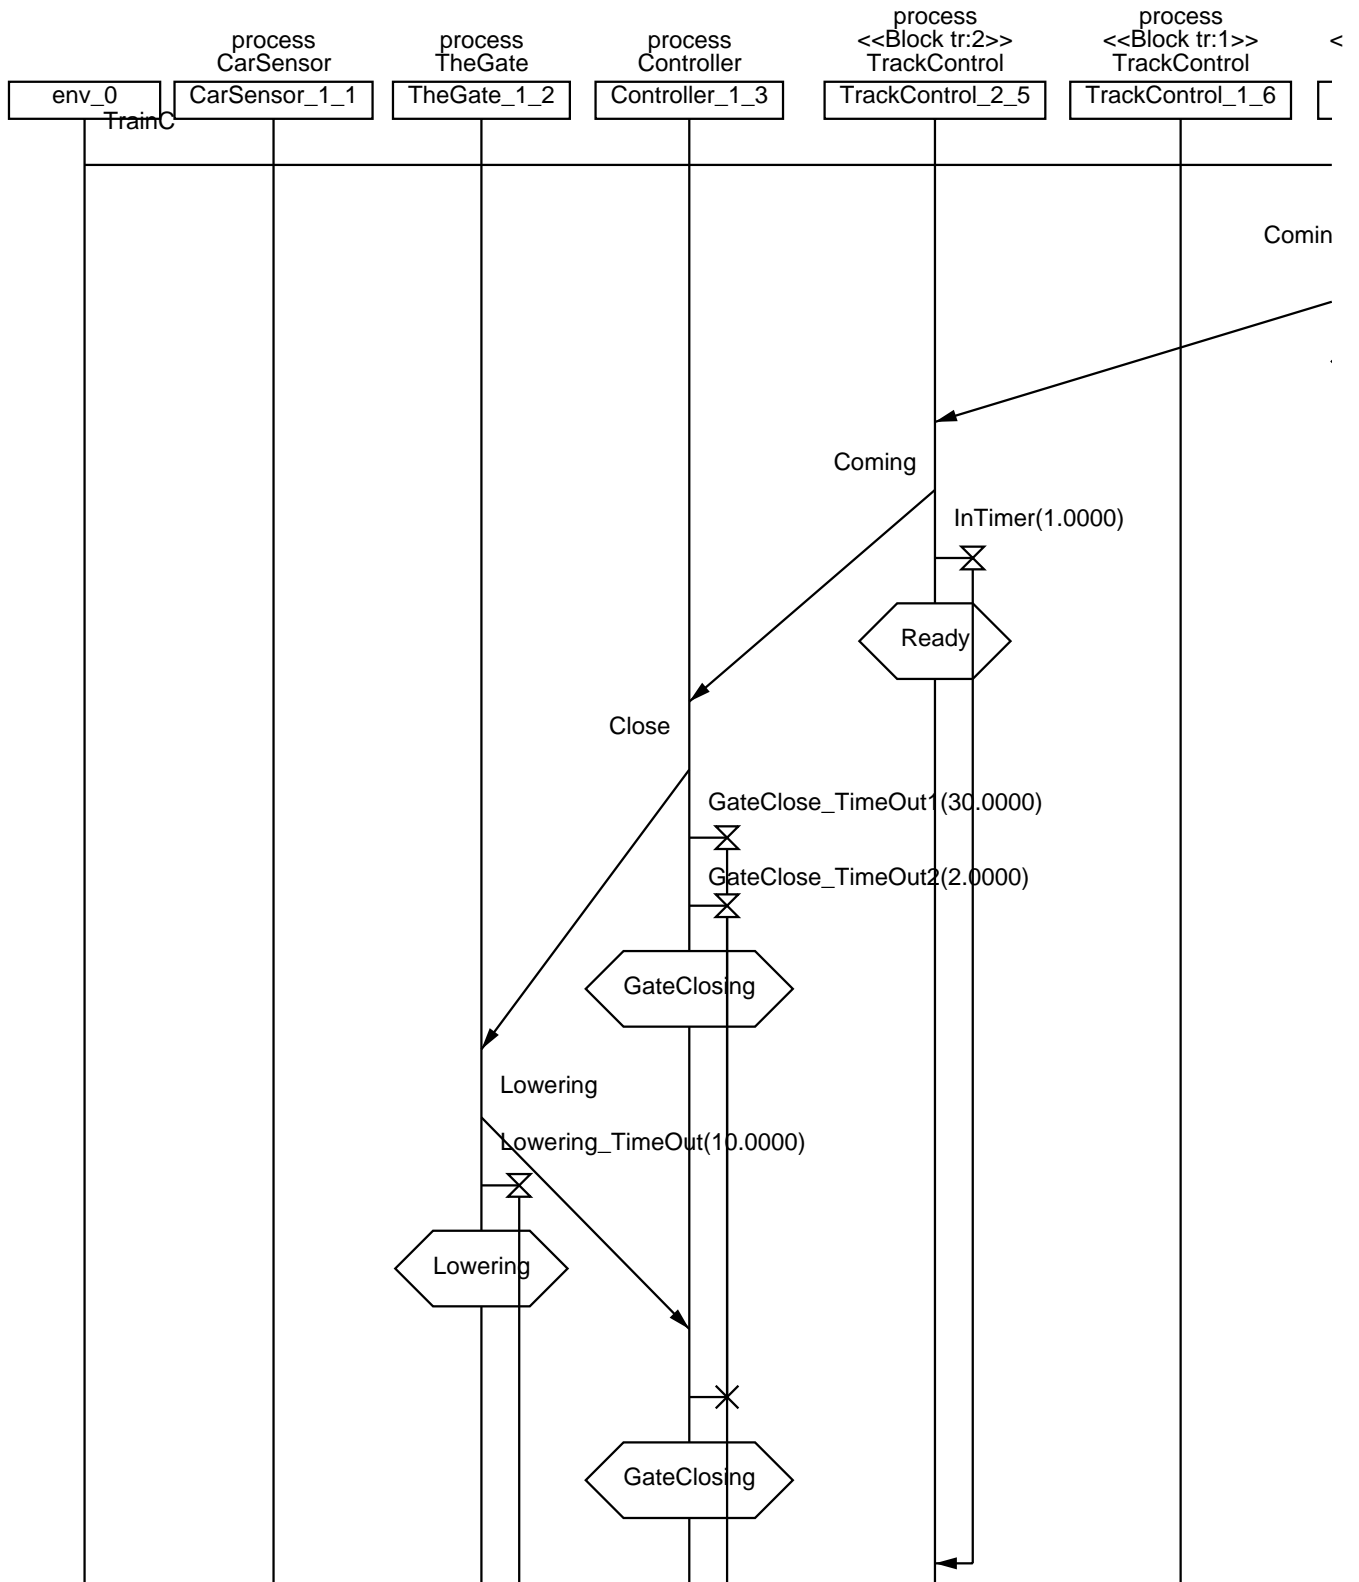 process
<<Block tr:2>>
TrackControl
process
<<Block tr:1>>
TrackControl
<
process
CarSensor
process
TheGate
process
Controller
env_0
CarSensor_1_1
TheGate_1_2
Controller_1_3
TrackControl_2_5
TrackControl_1_6
TrainC
Comin
Coming
InTimer(1.0000)
Ready
Close
GateClose_TimeOut1(30.0000)
GateClose_TimeOut2(2.0000)
GateClosing
Lowering
Lowering_TimeOut(10.0000)
Lowering
GateClosing